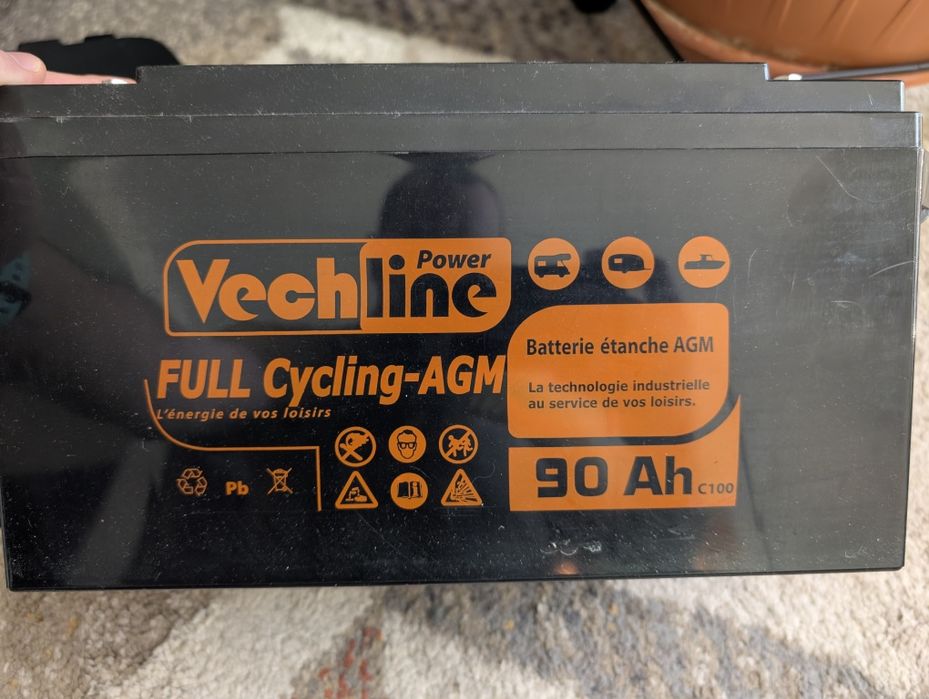 Vechline Power
FULL Cycling-AGM
L'énergie de vos loisirs
Pb
Batterie étanche AGM
La technologie industrielle
au service de vos loisirs.
90 Ah C100